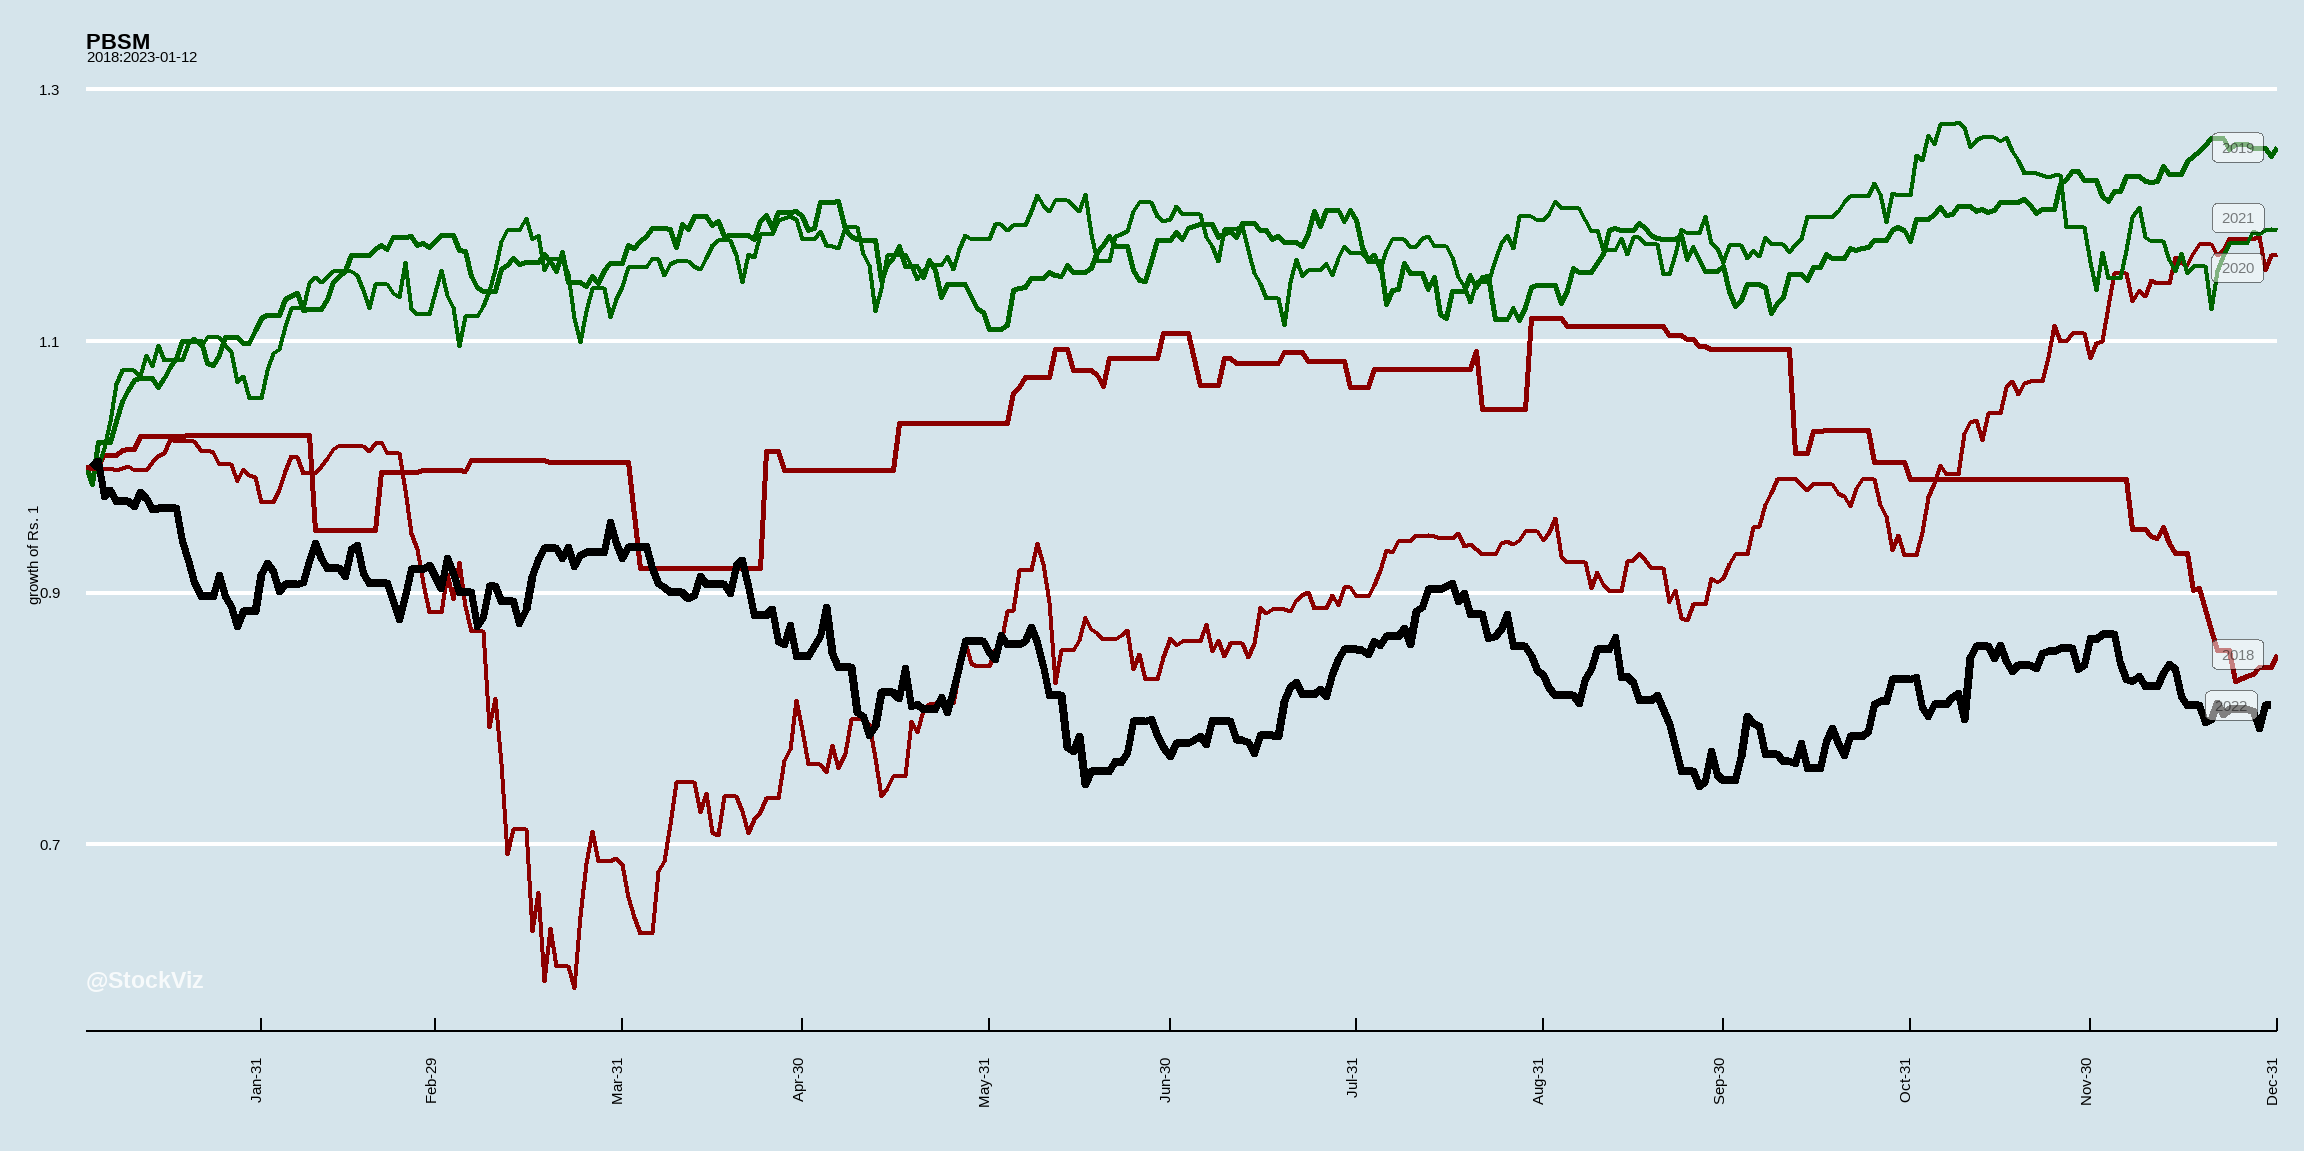 PBSM
2018:2023-01-12
1.3
1.1
0.9
0.7
growth of Rs. 1
2019
2021
2020
2018
2022
@StockViz
Jan-31
Feb-29
Mar-31
Apr-30
May-31
Jun-30
Jul-31
Aug-31
Sep-30
Oct-31
Nov-30
Dec-31